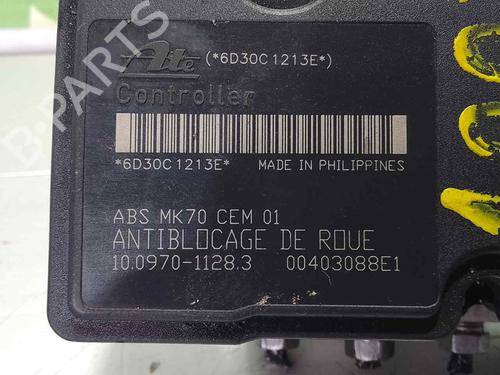 Ate (*6D30C1213E*)
Controller
*6D30C1213E* MADE IN PHILIPPINES
ABS MK70 CEM 01
ANTIBLOCAGE DE ROUE
10.0970-1128.3 00403088E1
B-PARTS